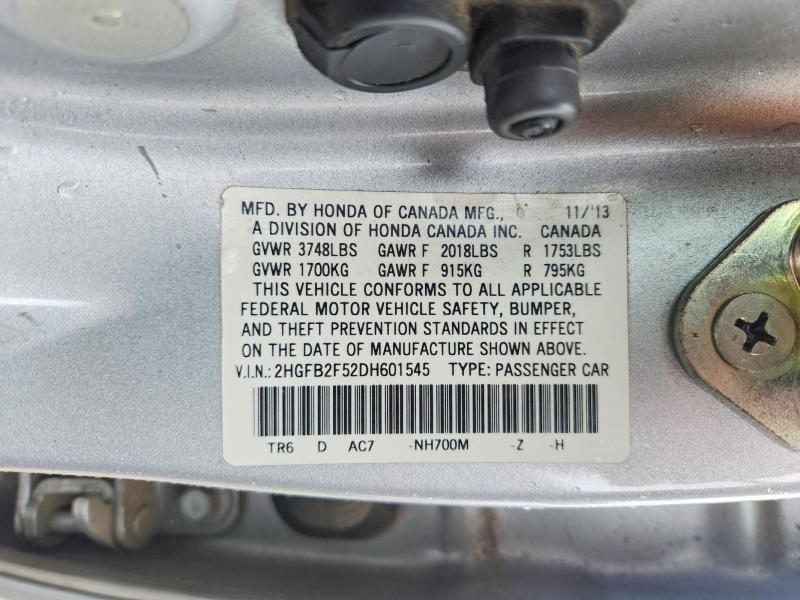 MFD. BY HONDA OF CANADA MFG., 11/'13
A DIVISION OF HONDA CANADA INC. CANADA
GVWR 3748LBS GAWR F 2018LBS R 1753LBS
GVWR 1700KG GAWR F 915KG R 795KG
THIS VEHICLE CONFORMS TO ALL APPLICABLE
FEDERAL MOTOR VEHICLE SAFETY, BUMPER,
AND THEFT PREVENTION STANDARDS IN EFFECT
ON THE DATE OF MANUFACTURE SHOWN ABOVE.
V.I.N.: 2HGFB2F52DH601545 TYPE: PASSENGER CAR
TR6 D AC7 -NH700M -Z -H